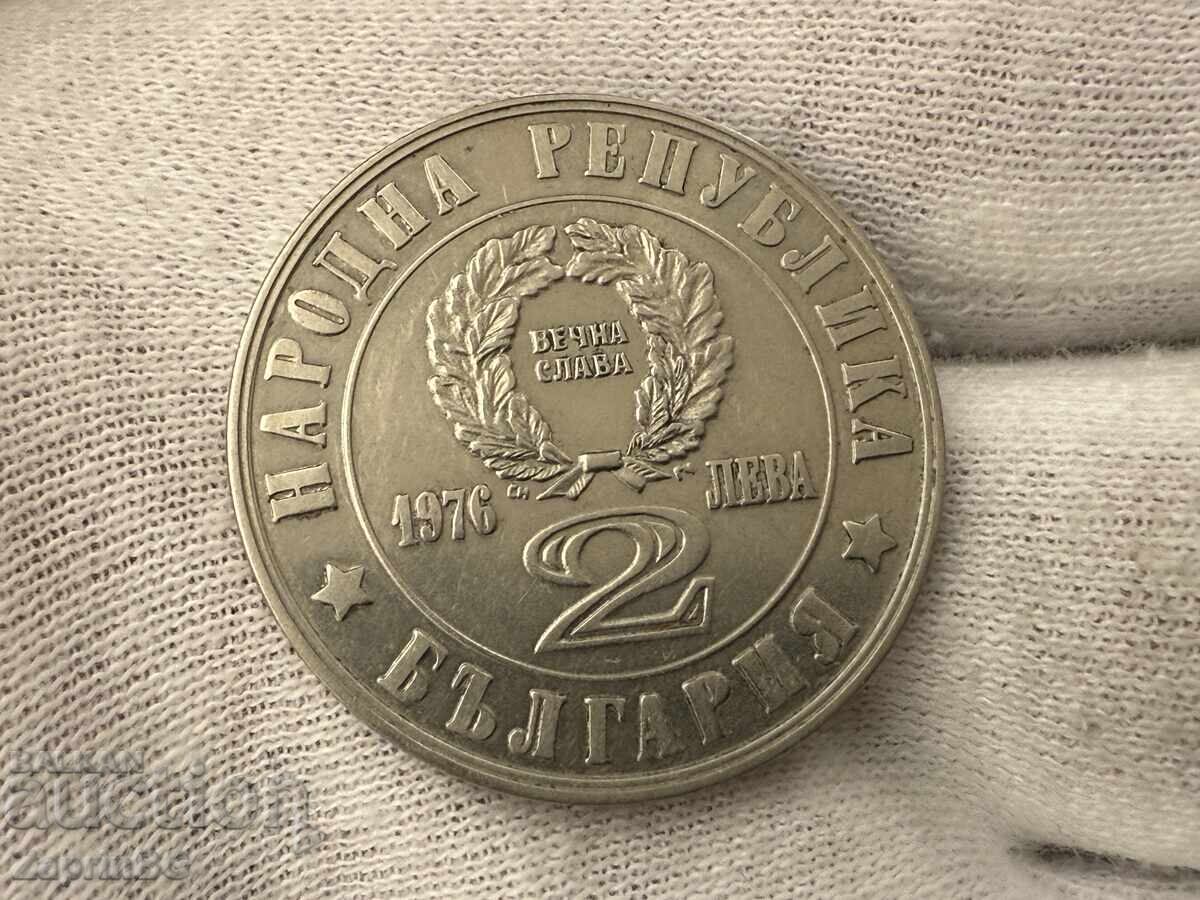 НАРОДНА РЕПУБЛИКА
ВЕЧНА
СЛАВА
1976
ЛЕВА
2
БЪЛГАРИЯ
BALKAN
auction
ZaprinBG